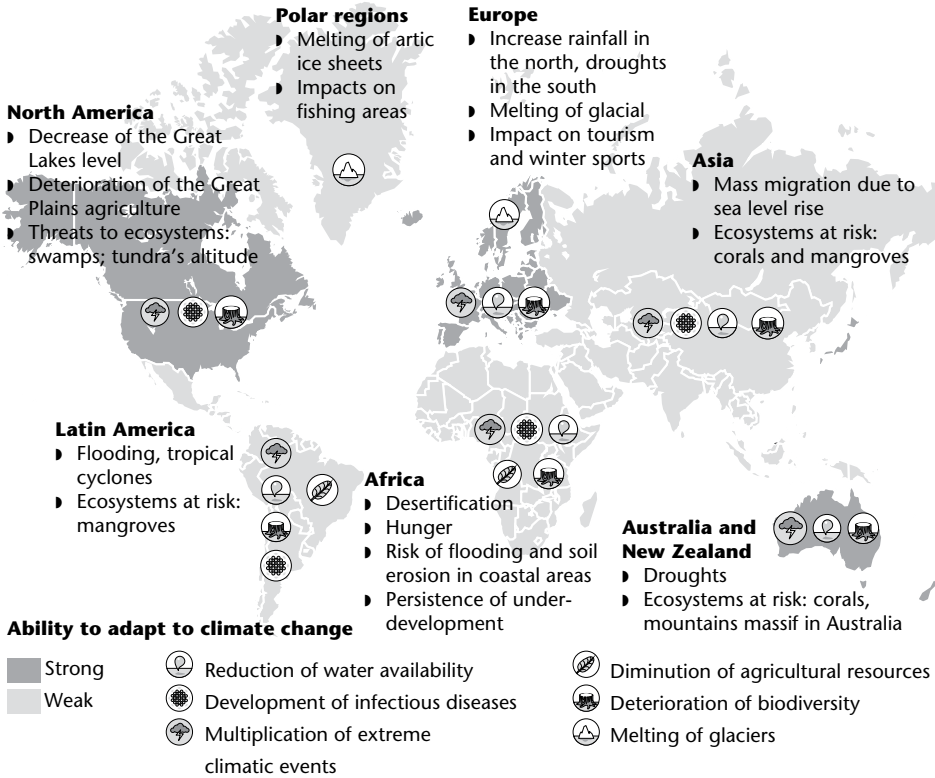 Polar regions
◗ Melting of artic
ice sheets
◗ Impacts on
fishing areas
Europe
◗ Increase rainfall in
the north, droughts
in the south
◗ Melting of glacial
◗ Impact on tourism
and winter sports
North America
◗ Decrease of the Great
Lakes level
◗ Deterioration of the Great
Plains agriculture
◗ Threats to ecosystems:
swamps; tundra’s altitude
Asia
◗ Mass migration due to
sea level rise
◗ Ecosystems at risk:
corals and mangroves
Latin America
◗ Flooding, tropical
cyclones
◗ Ecosystems at risk:
mangroves
Africa
◗ Desertification
◗ Hunger
◗ Risk of flooding and soil
erosion in coastal areas
◗ Persistence of under-
development
Australia and
New Zealand
◗ Droughts
◗ Ecosystems at risk: corals,
mountains massif in Australia
Ability to adapt to climate change
Strong
Weak
Reduction of water availability
Development of infectious diseases
Multiplication of extreme
climatic events
Diminution of agricultural resources
Deterioration of biodiversity
Melting of glaciers